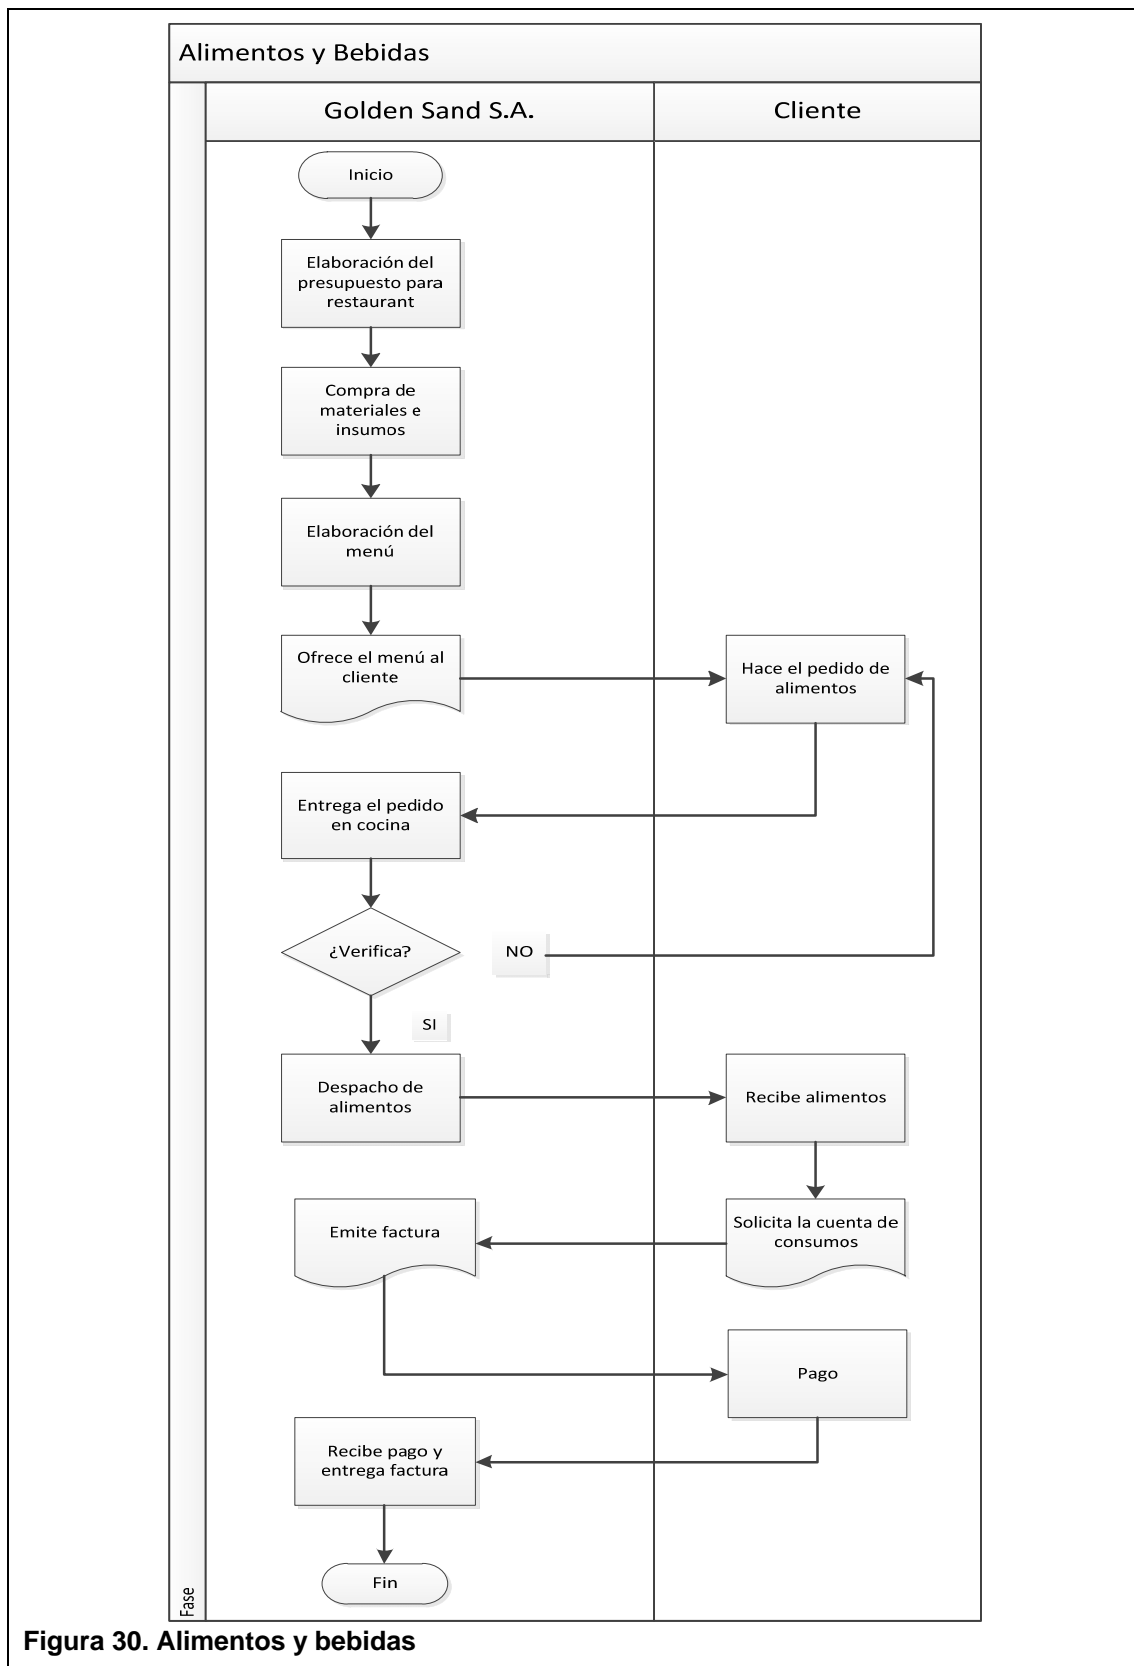 Alimentos y Bebidas
Golden Sand S.A.
Cliente
Inicio
Elaboración del
presupuesto para
restaurant
Compra de
materiales e
insumos
Elaboración del
menú
Ofrece el menú al
cliente
Hace el pedido de
alimentos
Entrega el pedido
en cocina
¿Verifica?
NO
SI
Despacho de
alimentos
Recibe alimentos
Solicita la cuenta de
consumos
Emite factura
Pago
Recibe pago y
entrega factura
Fin
Fase
Figura 30. Alimentos y bebidas